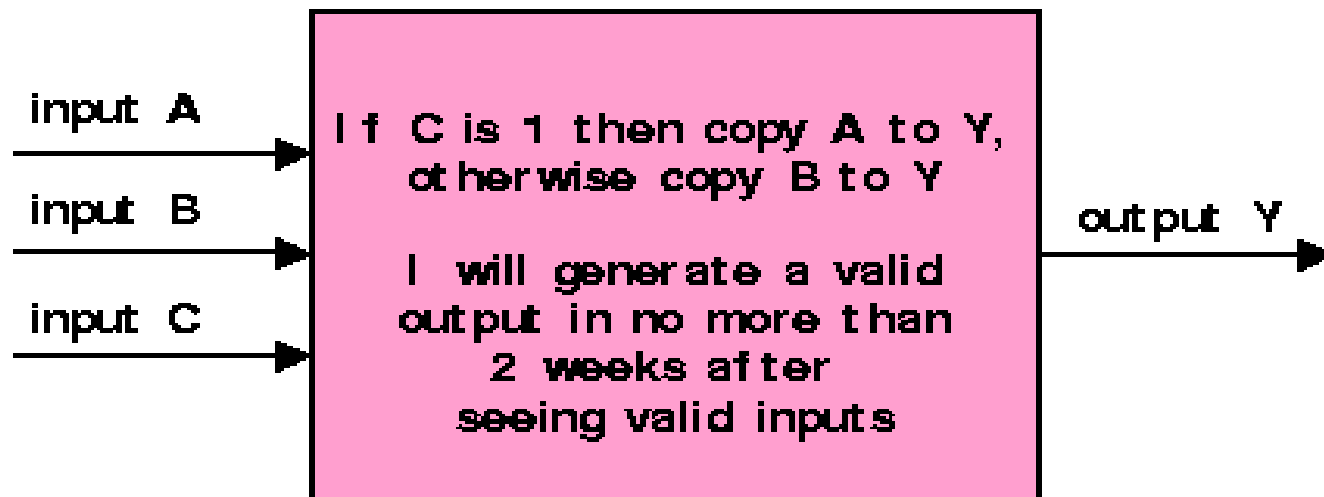 input A
input B
input C
If C is 1 then copy A to Y,
otherwise copy B to Y
I will generate a valid
output in no more than
2 weeks after
seeing valid inputs
output Y